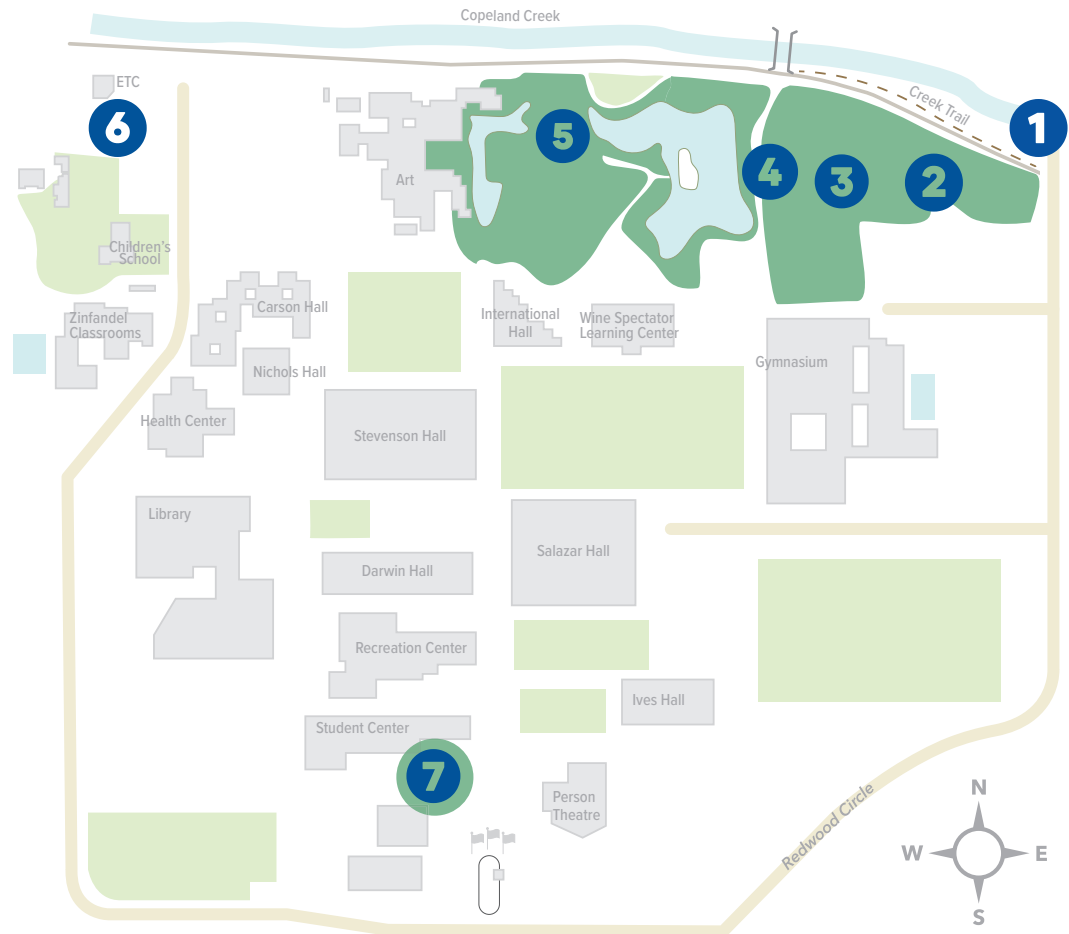 Copeland Creek
ETC
Creek Trail
6
1
5
4
3
2
Art
Children's
School
Carson Hall
International
Hall
Wine Spectator
Learning Center
Zinfandel
Classrooms
Gymnasium
Nichols Hall
Health Center
Stevenson Hall
Library
Salazar Hall
Darwin Hall
Recreation Center
Ives Hall
Student Center
7
Person
Theatre
Redwood Circle
N
W
E
S